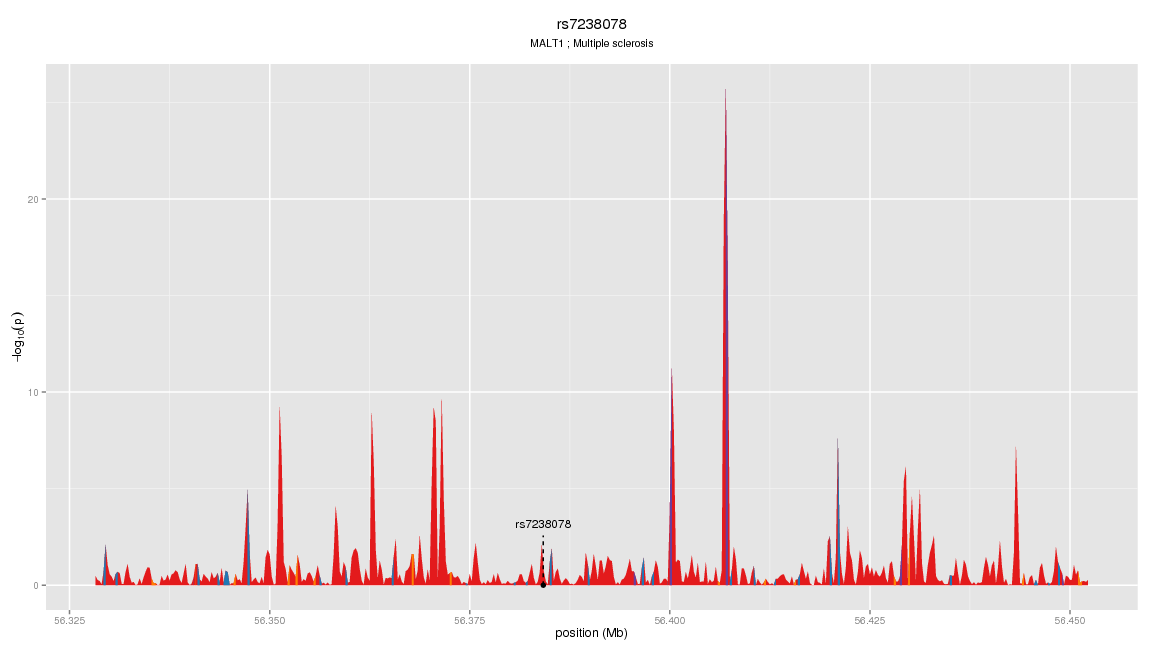 rs7238078
MALT1 ; Multiple sclerosis
−log10(p)
20
10
0
rs7238078
56.325 56.350 56.375 56.400 56.425 56.450
position (Mb)